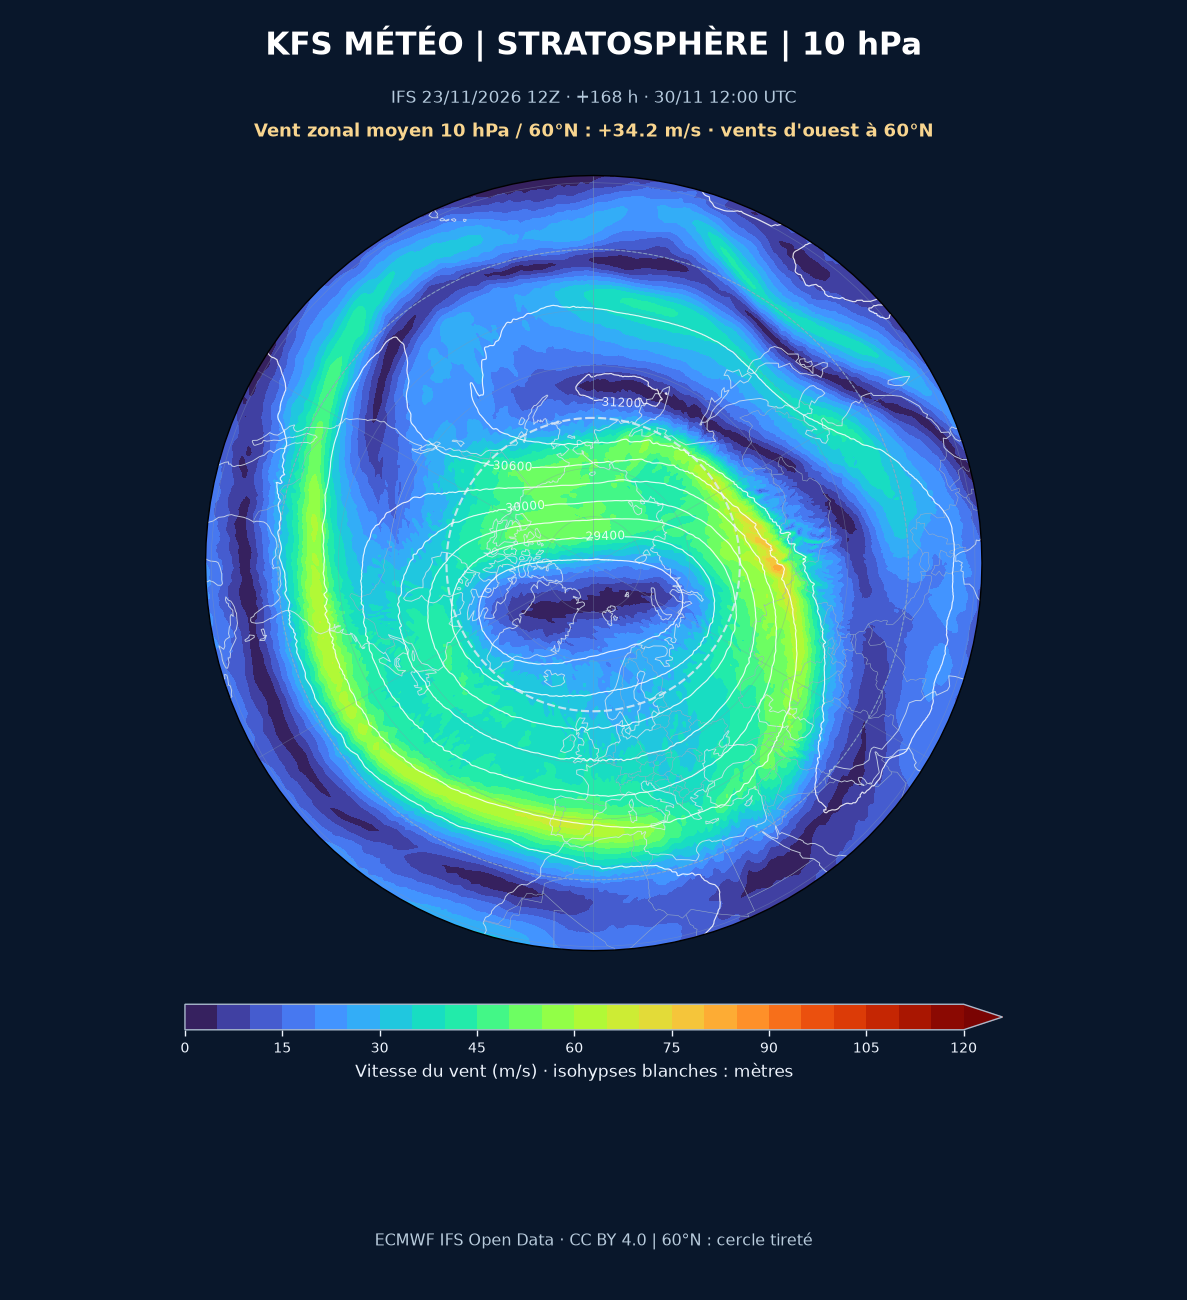 KFS MÉTÉO | STRATOSPHÈRE | 10 hPa
IFS 23/11/2026 12Z · +168 h · 30/11 12:00 UTC
Vent zonal moyen 10 hPa / 60°N : +34.2 m/s · vents d'ouest à 60°N
31200
30600
30000
29400
0 15 30 45 60 75 90 105 120
Vitesse du vent (m/s) · isohypses blanches : mètres
ECMWF IFS Open Data · CC BY 4.0 | 60°N : cercle tireté